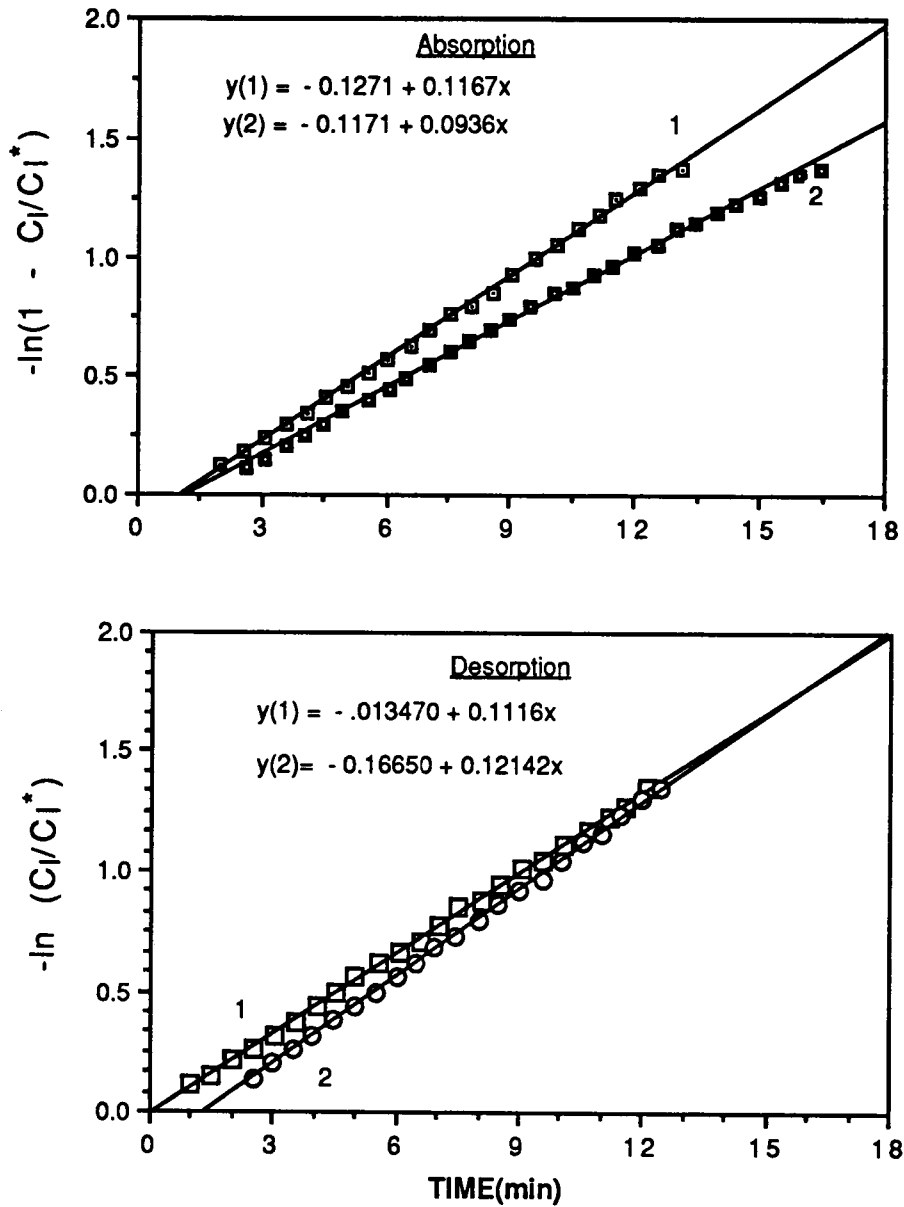 Absorption
y(1) = - 0.1271 + 0.1167x
y(2) = - 0.1171 + 0.0936x
-ln(1 - Cl/Cl*)
2.0
1.5
1.0
0.5
0.0
1
2
0 3 6 9 12 15 18
Desorption
y(1) = - .013470 + 0.1116x
y(2)= - 0.16650 + 0.12142x
-ln (Cl/Cl*)
2.0
1.5
1.0
0.5
0.0
1
2
0 3 6 9 12 15 18
TIME(min)